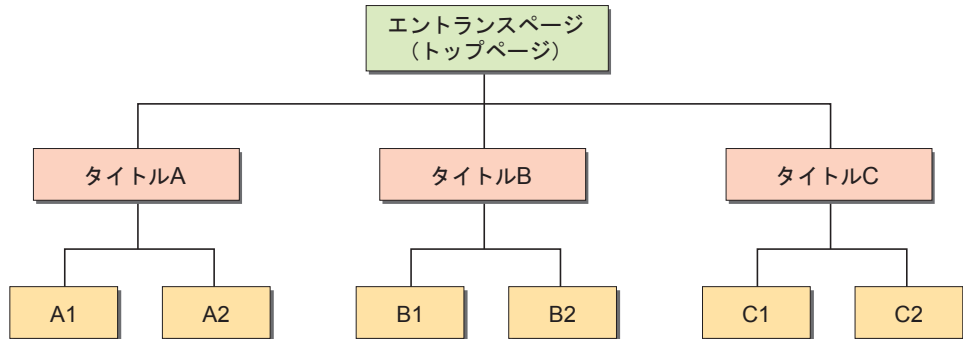 エントランスページ
（トップページ）
タイトルA
タイトルB
タイトルC
A1
A2
B1
B2
C1
C2